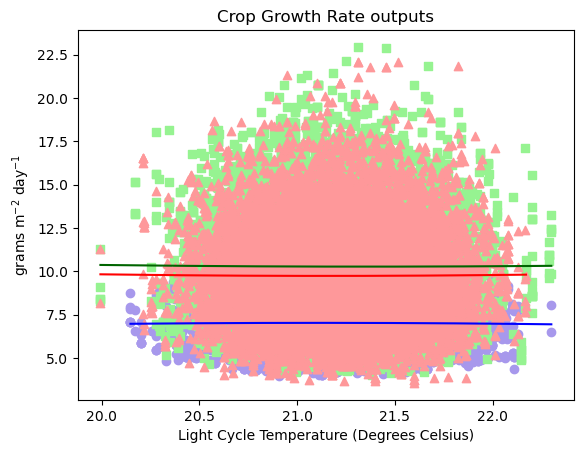 Crop Growth Rate outputs
grams m⁻² day⁻¹
22.5
20.0
17.5
15.0
12.5
10.0
7.5
5.0
20.0 20.5 21.0 21.5 22.0
Light Cycle Temperature (Degrees Celsius)